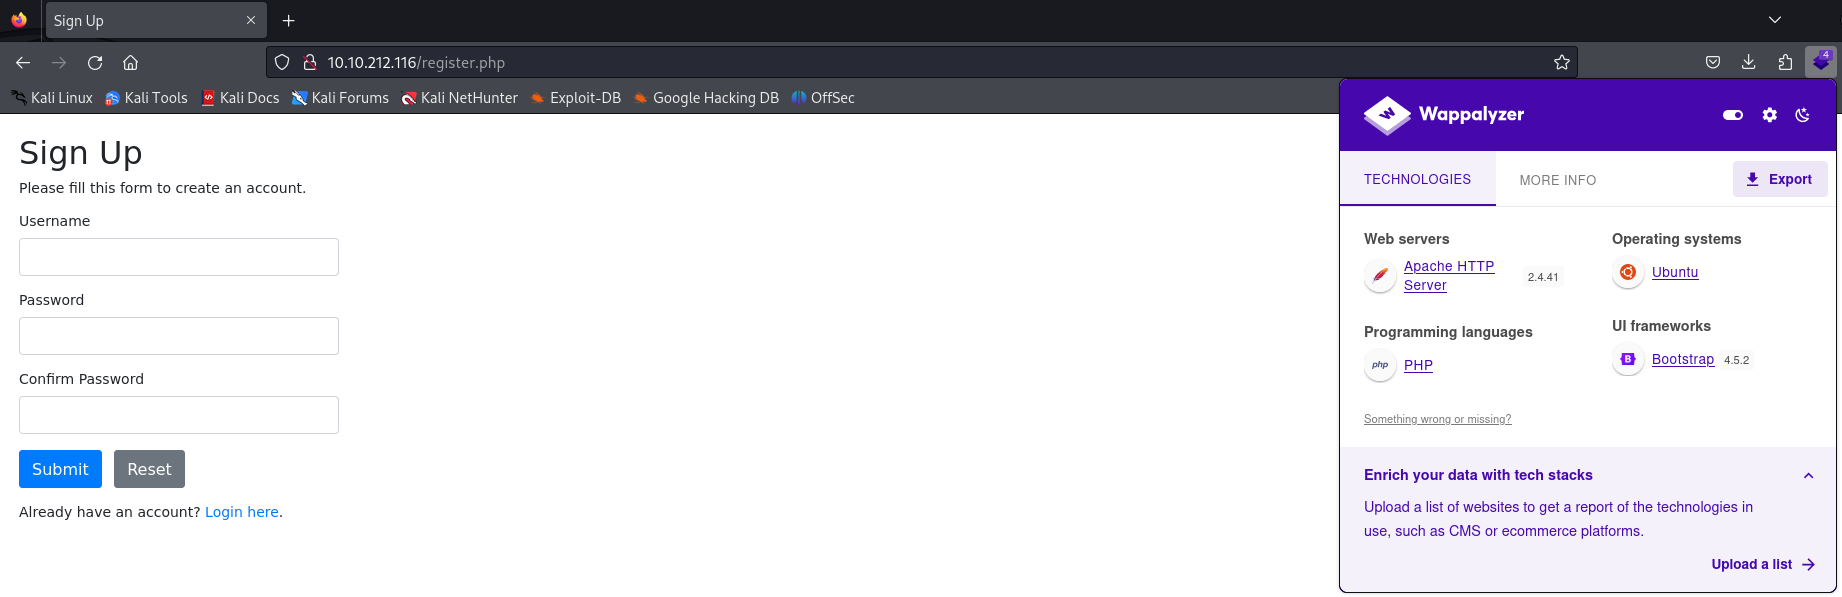 Sign Up
10.10.212.116/register.php
4
Kali Linux Kali Tools Kali Docs Kali Forums Kali NetHunter Exploit-DB Google Hacking DB OffSec
Sign Up
Please fill this form to create an account.
Username
Password
Confirm Password
Submit Reset
Already have an account? Login here.
W Wappalyzer
TECHNOLOGIES MORE INFO Export
Web servers
Apache HTTP
Server 2.4.41
Programming languages
php PHP
Operating systems
Ubuntu
UI frameworks
B Bootstrap 4.5.2
Something wrong or missing?
Enrich your data with tech stacks
Upload a list of websites to get a report of the technologies in
use, such as CMS or ecommerce platforms.
Upload a list